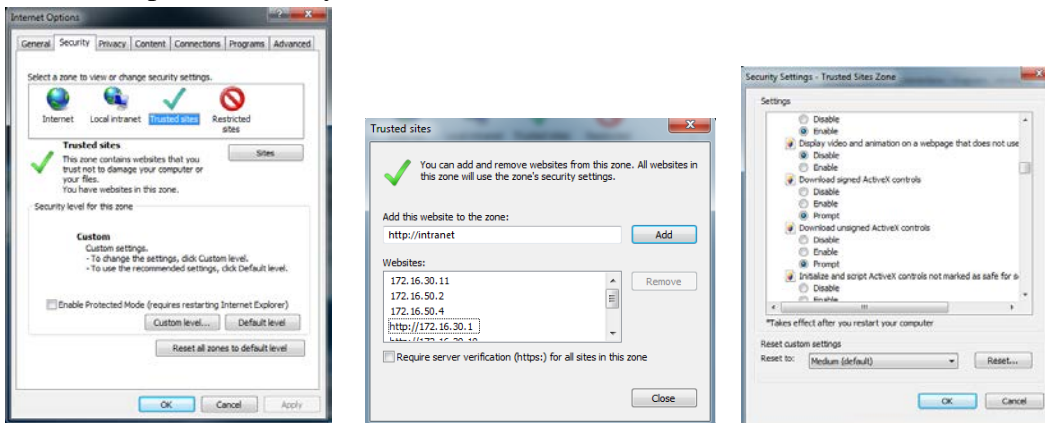 Internet Options
General Security Privacy Content Connections Programs Advanced
Select a zone to view or change security settings.
Internet Local intranet Trusted sites Restricted sites
Trusted sites
Sites
This zone contains websites that you
trust not to damage your computer or
your files.
You have websites in this zone.
Security level for this zone
Custom
Custom settings.
- To change the settings, click Custom level.
- To use the recommended settings, click Default level.
Enable Protected Mode (requires restarting Internet Explorer)
Custom level... Default level
Reset all zones to default level
OK Cancel Apply
Trusted sites
You can add and remove websites from this zone. All websites in
this zone will use the zone's security settings.
Add this website to the zone:
http://intranet Add
Websites:
172.16.30.11 Remove
172.16.50.2
172.16.50.4
http://172.16.30.1
Require server verification (https:) for all sites in this zone
Close
Security Settings - Trusted Sites Zone
Settings
Disable
Enable
Display video and animation on a webpage that does not use
Disable
Enable
Download signed ActiveX controls
Disable
Enable
Prompt
Download unsigned ActiveX controls
Disable
Enable
Prompt
Initialize and script ActiveX controls not marked as safe for
Disable
Enable
*Takes effect after you restart your computer
Reset custom settings
Reset to: Medium (default) Reset...
OK Cancel